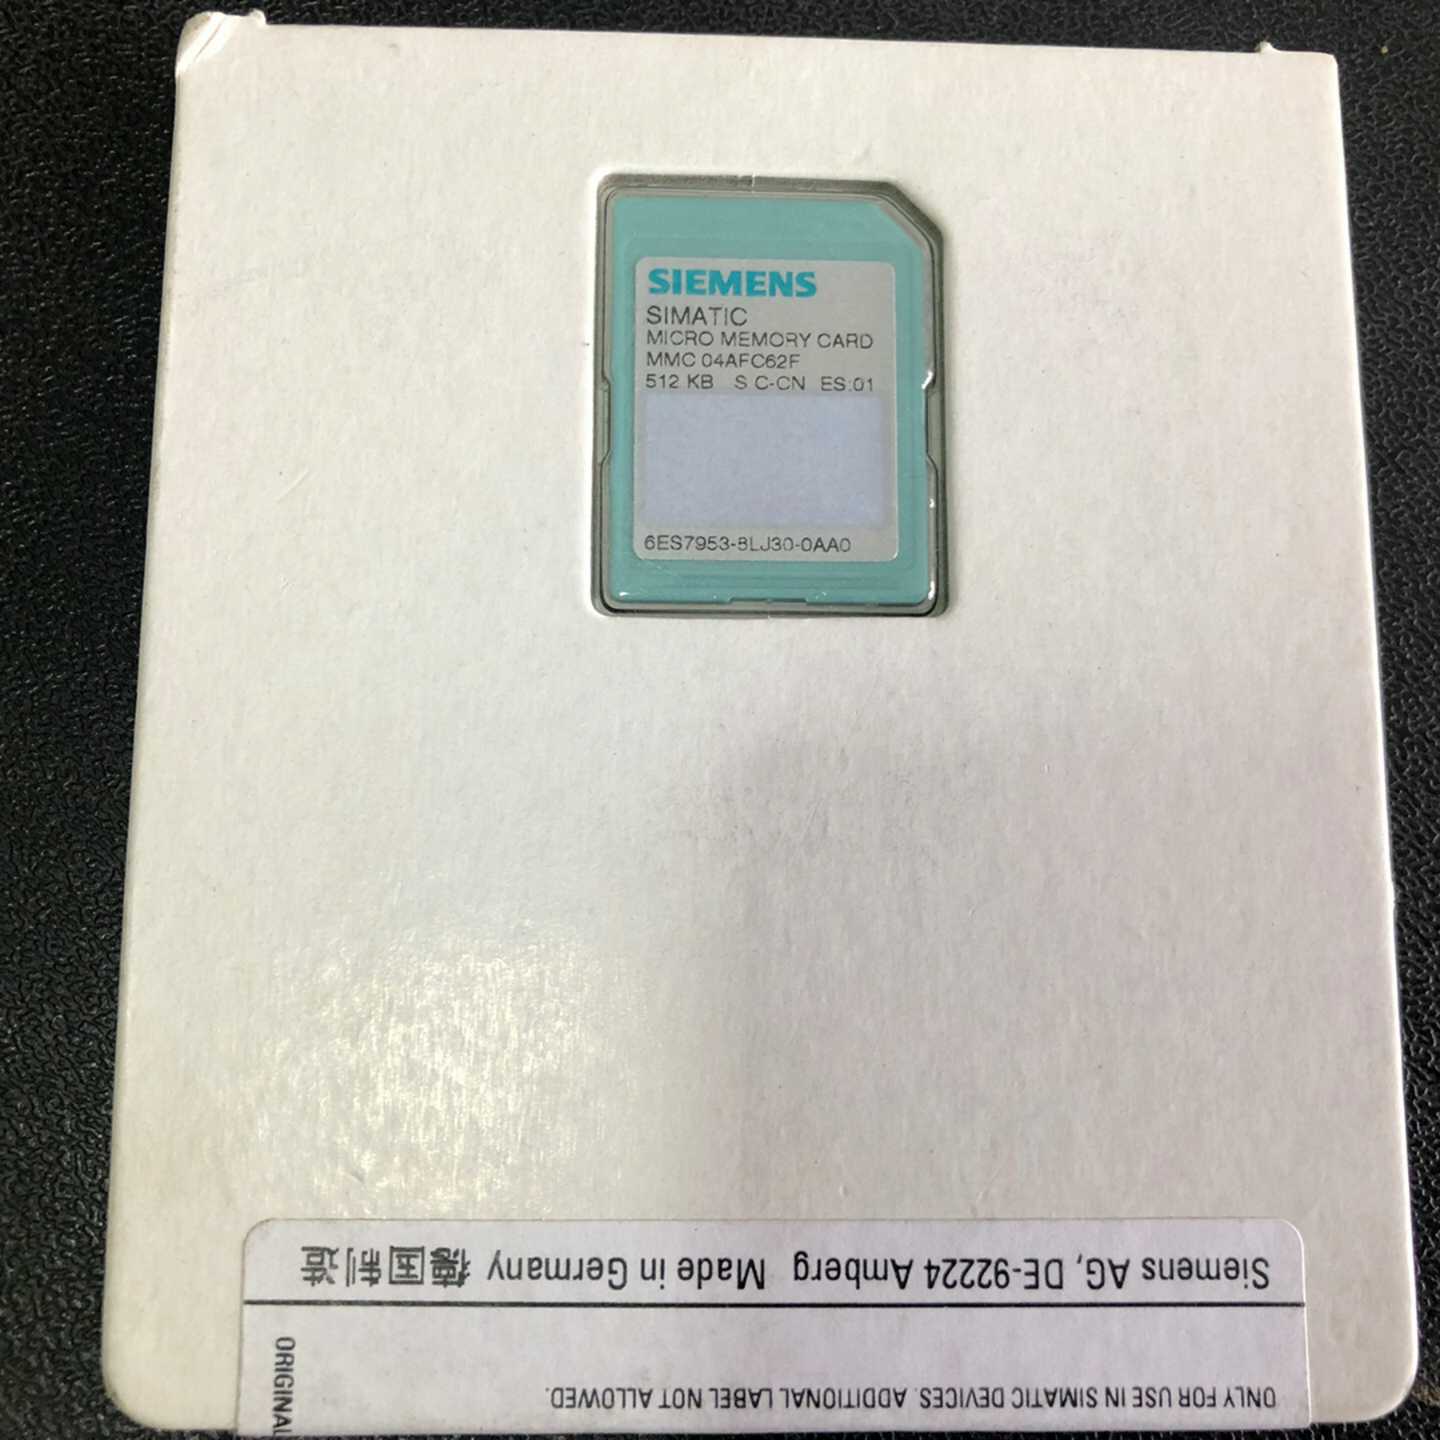 SIEMENS
SIMATIC
MICRO MEMORY CARD
MMC 04AFC62F
512 KB S C-CN ES:01
6ES7953-8LJ30-0AA0
Siemens AG, DE-92224 Amberg Made in Germany 德国制造
ONLY FOR USE IN SIMATIC DEVICES. ADDITIONAL LABEL NOT ALLOWED.
ORIGINAL